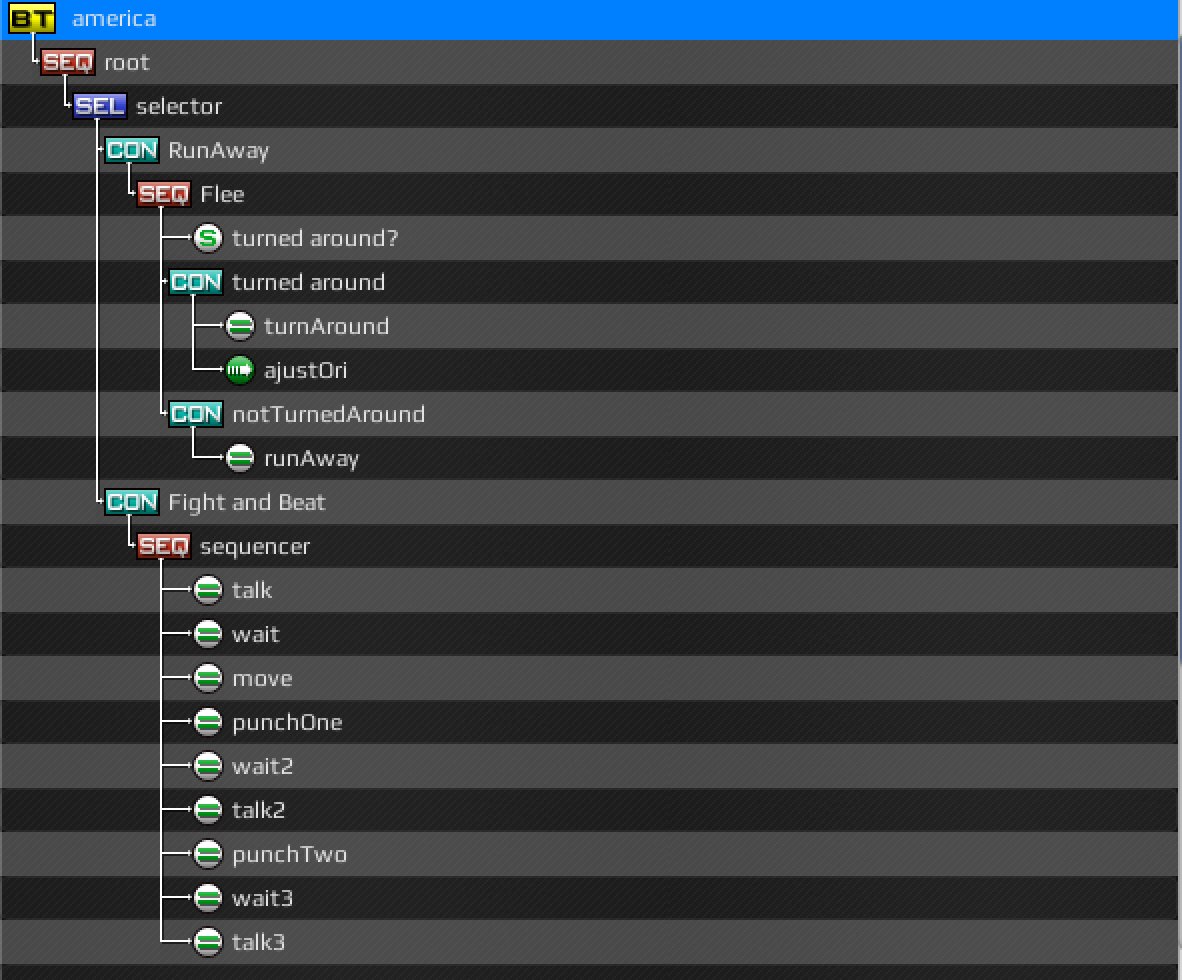 BT america
SEQ root
SEL selector
CON RunAway
SEQ Flee
S turned around?
CON turned around
turnAround
ajustOri
CON notTurnedAround
runAway
CON Fight and Beat
SEQ sequencer
talk
wait
move
punchOne
wait2
talk2
punchTwo
wait3
talk3